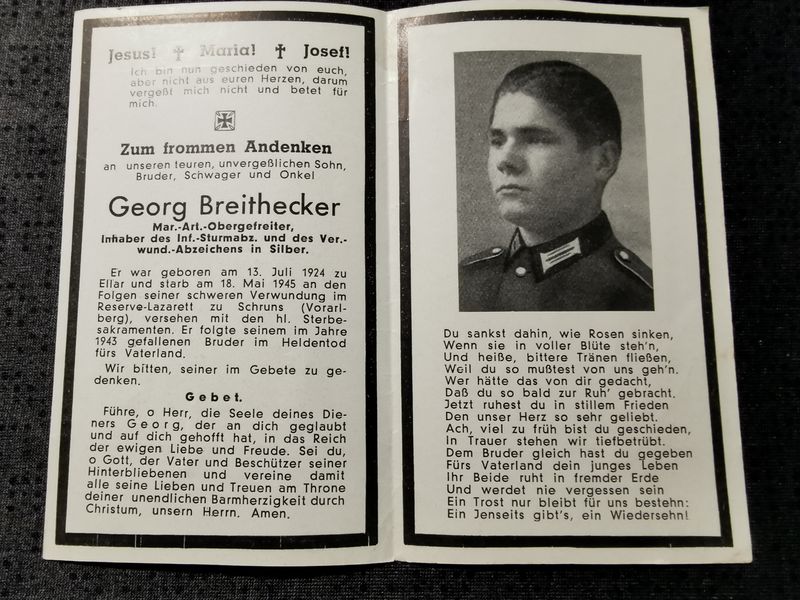 Jesus! ✝ Maria! ✝ Josef!
Ich bin nun geschieden von euch,
aber nicht aus euren Herzen, darum
vergeßt mich nicht und betet für
mich.
Zum frommen Andenken
an unseren teuren, unvergeßlichen Sohn,
Bruder, Schwager und Onkel
Georg Breithecker
Mar.-Art.-Obergefreiter,
Inhaber des Inf.-Sturmabz. und des Ver-
wund.-Abzeichens in Silber.
Er war geboren am 13. Juli 1924 zu
Ellar und starb am 18. Mai 1945 an den
Folgen seiner schweren Verwundung im
Reserve-Lazarett zu Schruns (Vorarl-
berg), versehen mit den hl. Sterbe-
sakramenten. Er folgte seinem im Jahre
1943 gefallenen Bruder im Heldentod
fürs Vaterland.
Wir bitten, seiner im Gebete zu ge-
denken.
Gebet.
Führe, o Herr, die Seele deines Die-
ners Georg, der an dich geglaubt
und auf dich gehofft hat, in das Reich
der ewigen Liebe und Freude. Sei du,
o Gott, der Vater und Beschützer seiner
Hinterbliebenen und vereine damit
alle seine Lieben und Treuen am Throne
deiner unendlichen Barmherzigkeit durch
Christum, unsern Herrn. Amen.
Du sankst dahin, wie Rosen sinken,
Wenn sie in voller Blüte steh'n,
Und heiße, bittere Tränen fließen,
Weil du so mußtest von uns geh'n.
Wer hätte das von dir gedacht,
Daß du so bald zur Ruh' gebracht.
Jetzt ruhest du in stillem Frieden
Den unser Herz so sehr geliebt.
Ach, viel zu früh bist du geschieden,
In Trauer stehen wir tiefbetrübt.
Dem Bruder gleich hast du gegeben
Fürs Vaterland dein junges Leben
Ihr Beide ruht in fremder Erde
Und werdet nie vergessen sein
Ein Trost nur bleibt für uns bestehn:
Ein Jenseits gibt's, ein Wiedersehn!